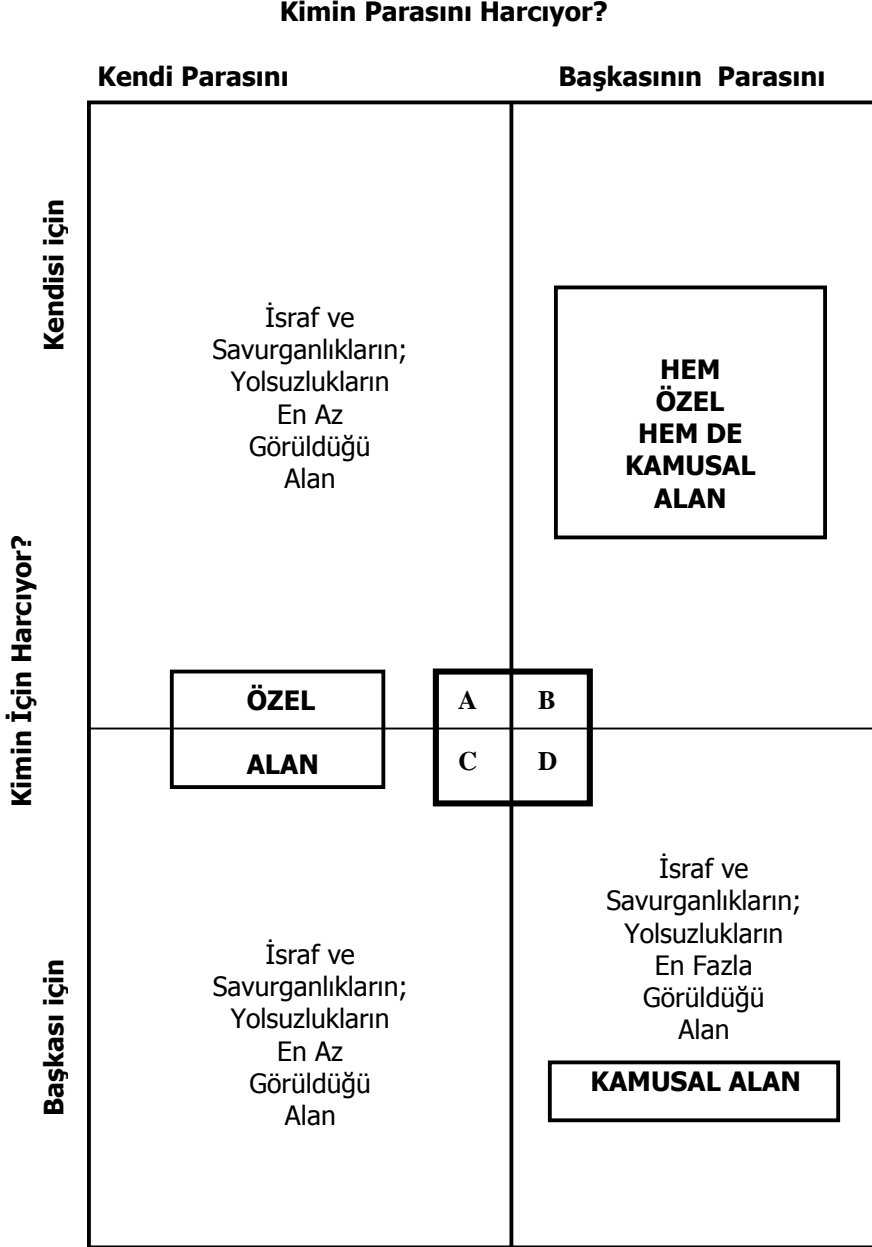 Kimin Parasını Harcıyor?
Kendi Parasını
Başkasının Parasını
Kimin İçin Harcıyor?
Kendisi için
İsraf ve
Savurganlıkların;
Yolsuzlukların
En Az
Görüldüğü
Alan
HEM
ÖZEL
HEM DE
KAMUSAL
ALAN
ÖZEL
ALAN
A
B
C
D
Başkası için
İsraf ve
Savurganlıkların;
Yolsuzlukların
En Az
Görüldüğü
Alan
İsraf ve
Savurganlıkların;
Yolsuzlukların
En Fazla
Görüldüğü
Alan
KAMUSAL ALAN